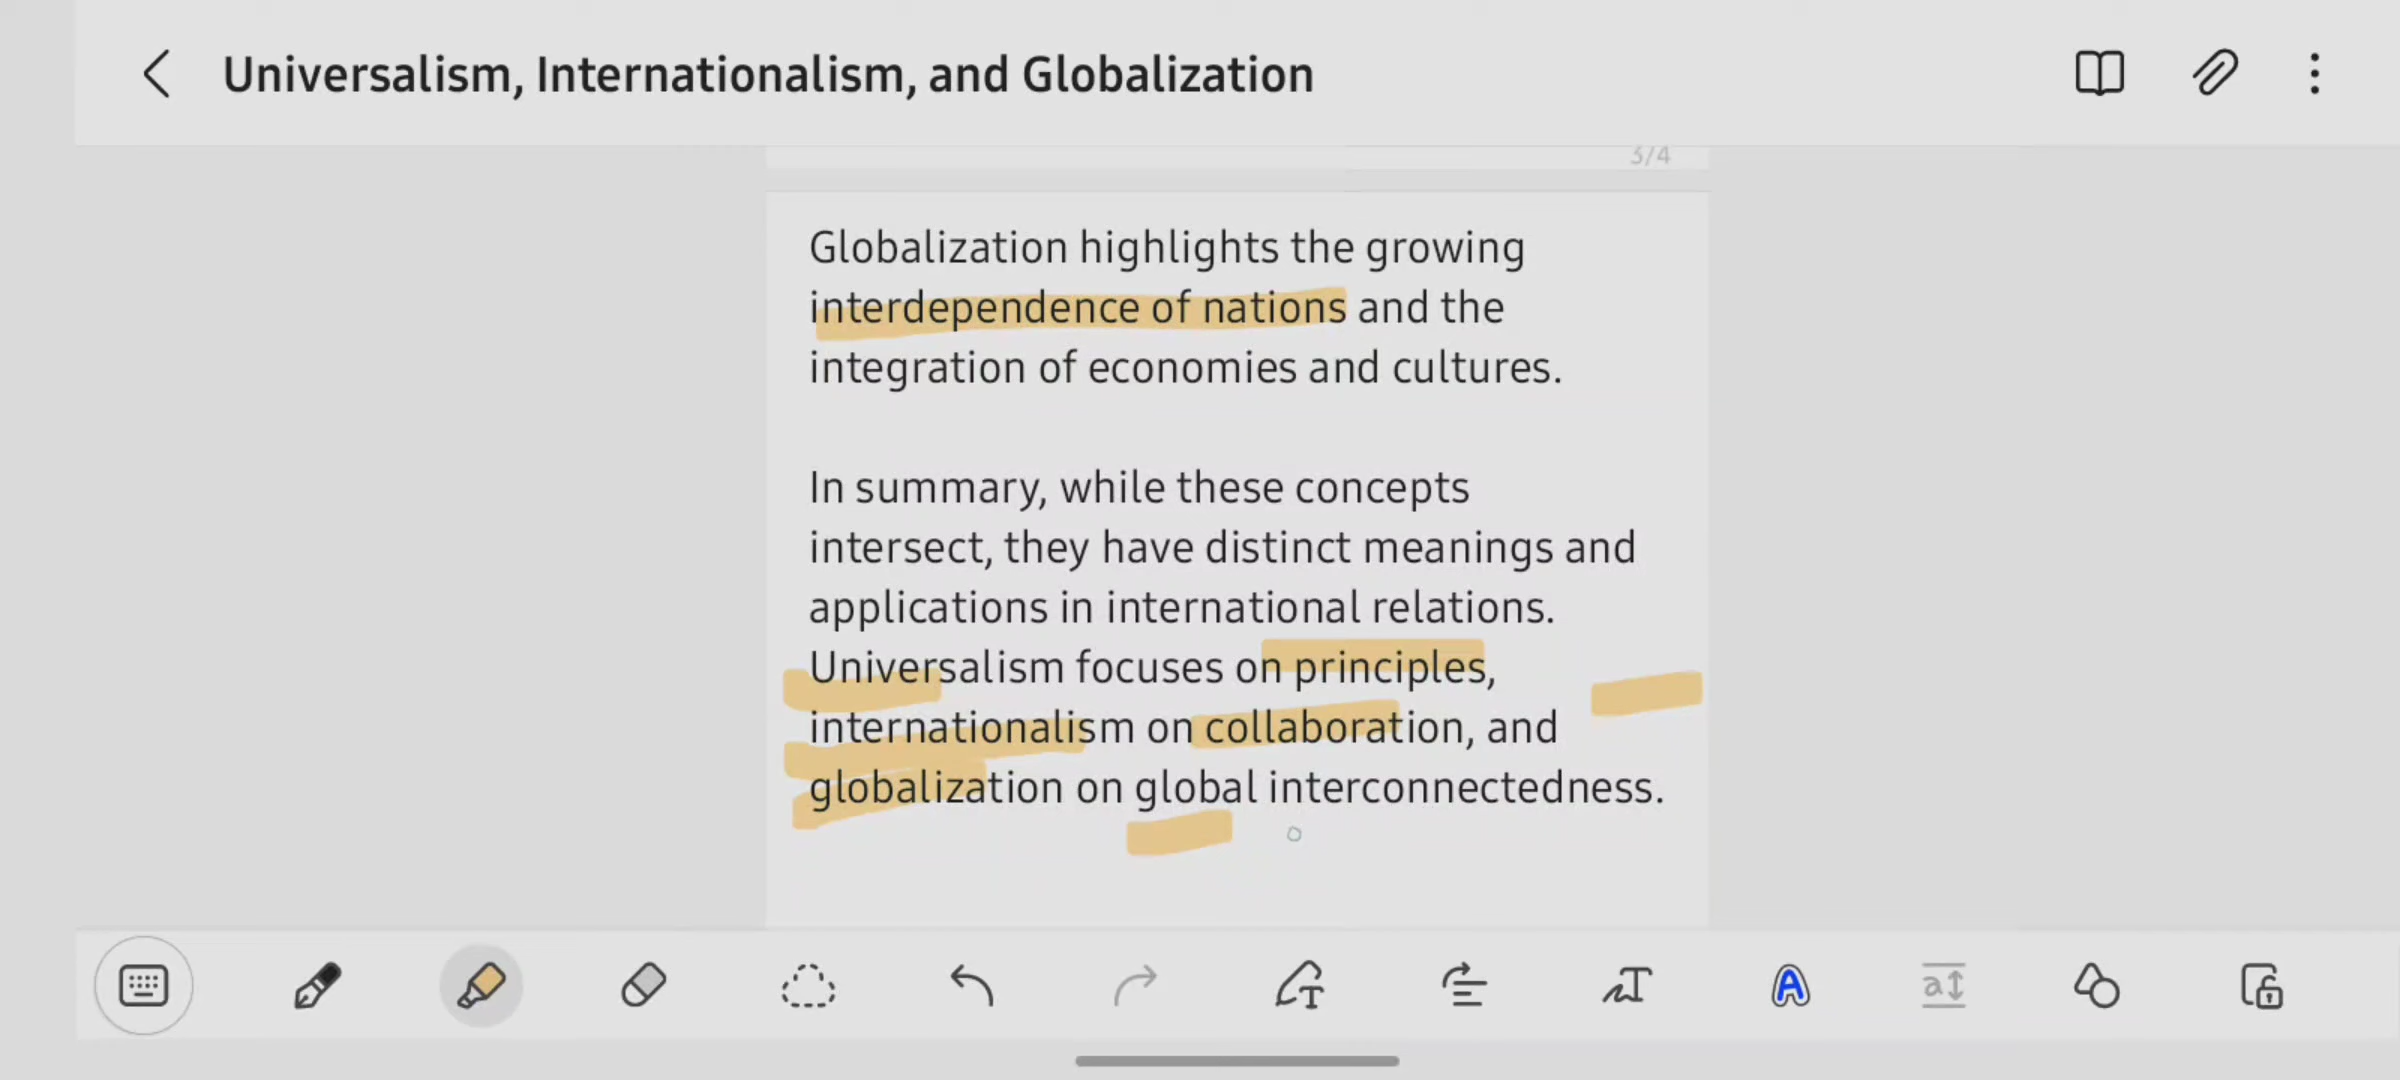 Universalism, Internationalism, and Globalization
3/4
Globalization highlights the growing
interdependence of nations and the
integration of economies and cultures.
In summary, while these concepts
intersect, they have distinct meanings and
applications in international relations.
Universalism focuses on principles,
internationalism on collaboration, and
globalization on global interconnectedness.